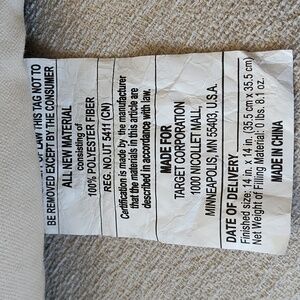 OF LAW THIS TAG NOT TO
BE REMOVED EXCEPT BY THE CONSUMER
ALL NEW MATERIAL
consisting of
100% POLYESTER FIBER
REG. NO.UT 5411 (CN)
Certification is made by the manufacturer
that the materials in this article are
described in accordance with law.
MADE FOR
TARGET CORPORATION
1000 NICOLLET MALL,
MINNEAPOLIS, MN 55403, U.S.A.
DATE OF DELIVERY
Finished size: 14 in. x 14 in. (35.5 cm x 35.5 cm)
Net Weight of Filling Material: 0 lbs. 8.1 oz.
MADE IN CHINA